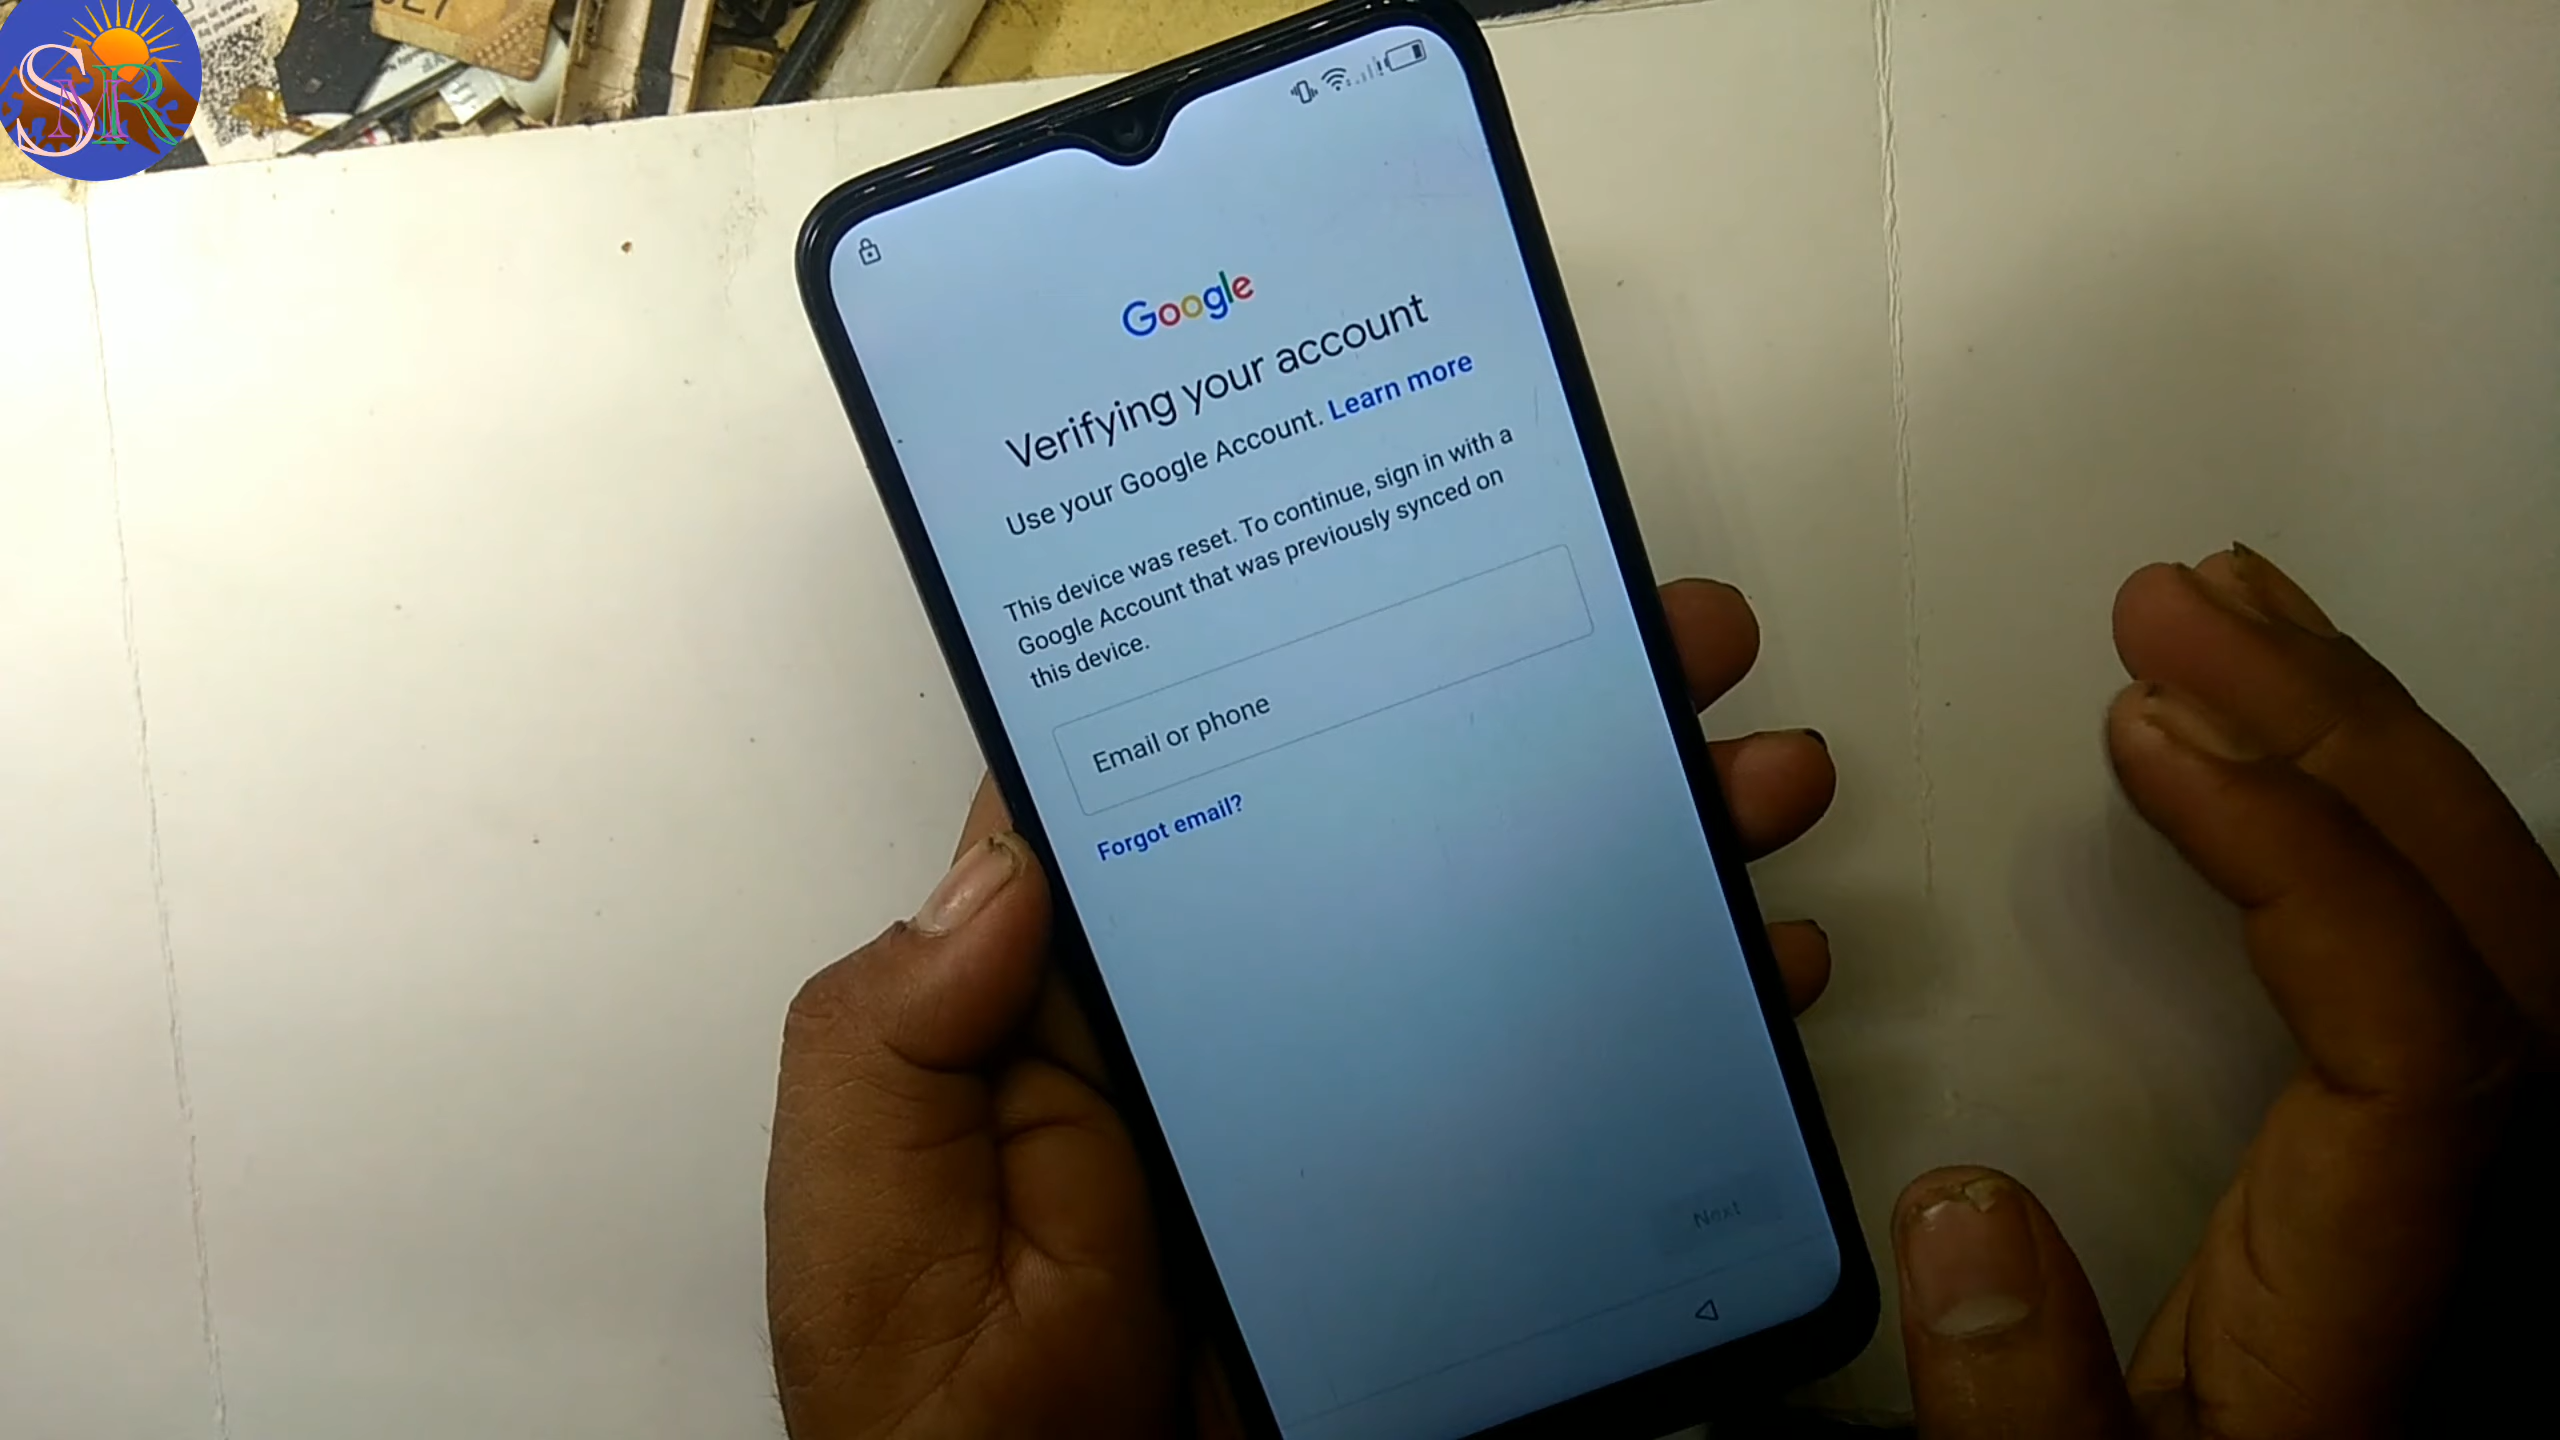 SMR
Google
Verifying your account
Use your Google Account. Learn more
This device was reset. To continue, sign in with a
Google Account that was previously synced on
this device.
Email or phone
Forgot email?
Next